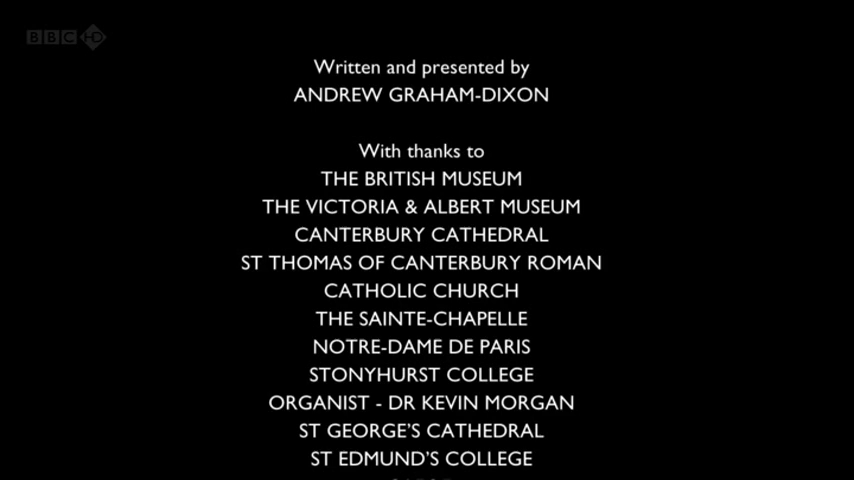 BBC HD
Written and presented by
ANDREW GRAHAM-DIXON
With thanks to
THE BRITISH MUSEUM
THE VICTORIA & ALBERT MUSEUM
CANTERBURY CATHEDRAL
ST THOMAS OF CANTERBURY ROMAN
CATHOLIC CHURCH
THE SAINTE-CHAPELLE
NOTRE-DAME DE PARIS
STONYHURST COLLEGE
ORGANIST - DR KEVIN MORGAN
ST GEORGE'S CATHEDRAL
ST EDMUND'S COLLEGE